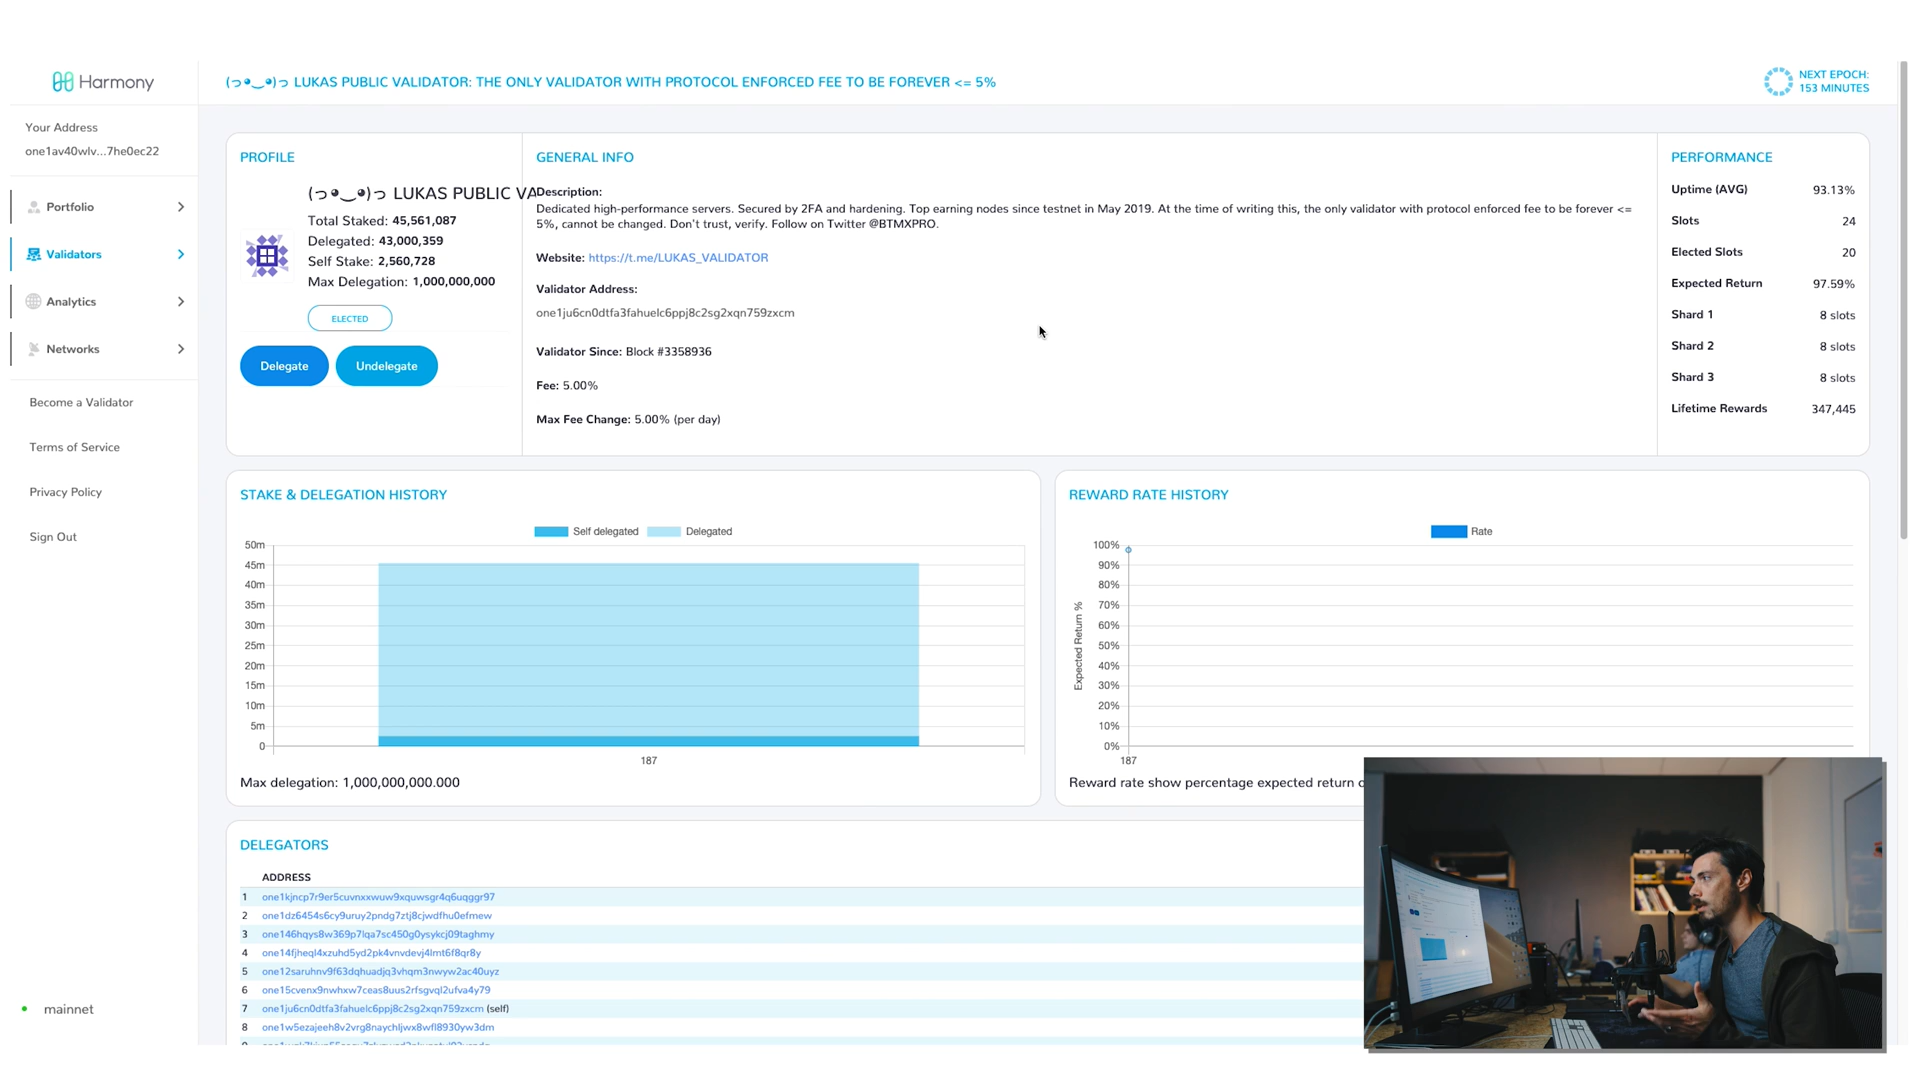 Harmony
(っ◕‿◕)っ LUKAS PUBLIC VALIDATOR: THE ONLY VALIDATOR WITH PROTOCOL ENFORCED FEE TO BE FOREVER <= 5%
NEXT EPOCH:
153 MINUTES
Your Address
one1av40wlv...7he0ec22
Portfolio
Validators
Analytics
Networks
Become a Validator
Terms of Service
Privacy Policy
Sign Out
mainnet
PROFILE
(っ◕‿◕)っ LUKAS PUBLIC VA
Total Staked: 45,561,087
Delegated: 43,000,359
Self Stake: 2,560,728
Max Delegation: 1,000,000,000
ELECTED
Delegate
Undelegate
GENERAL INFO
Description:
Dedicated high-performance servers. Secured by 2FA and hardening. Top earning nodes since testnet in May 2019. At the time of writing this, the only validator with protocol enforced fee to be forever <=
5%, cannot be changed. Don't trust, verify. Follow on Twitter @BTMXPRO.
Website: https://t.me/LUKAS_VALIDATOR
Validator Address:
one1ju6cn0dtfa3fahuelc6ppj8c2sg2xqn759zxcm
Validator Since: Block #3358936
Fee: 5.00%
Max Fee Change: 5.00% (per day)
PERFORMANCE
Uptime (AVG) 93.13%
Slots 24
Elected Slots 20
Expected Return 97.59%
Shard 1 8 slots
Shard 2 8 slots
Shard 3 8 slots
Lifetime Rewards 347,445
STAKE & DELEGATION HISTORY
Self delegated Delegated
50m
45m
40m
35m
30m
25m
20m
15m
10m
5m
0
187
Max delegation: 1,000,000,000.000
REWARD RATE HISTORY
Rate
Expected Return %
100%
90%
80%
70%
60%
50%
40%
30%
20%
10%
0%
187
Reward rate show percentage expected return
DELEGATORS
ADDRESS
1 one1kjncp7r9er5cuvnxxwuw9xquwsgr4q6uqggr97
2 one1dz6454s6cy9uruy2pndg7ztj8cjwdfhu0efmew
3 one146hqys8w369p7lqa7sc450g0ysykcj09taghmy
4 one14fjheql4xzuhd5yd2pk4vnvdevj4lmt6f8qr8y
5 one12saruhnv9f63dqhuadjq3vhqm3nwyw2ac40uyz
6 one15cvenx9nwhxw7ceas8uus2rfsgvql2ufva4y79
7 one1ju6cn0dtfa3fahuelc6ppj8c2sg2xqn759zxcm (self)
8 one1w5ezajeeh8v2vrg8naychljwx8wfl8930yw3dm